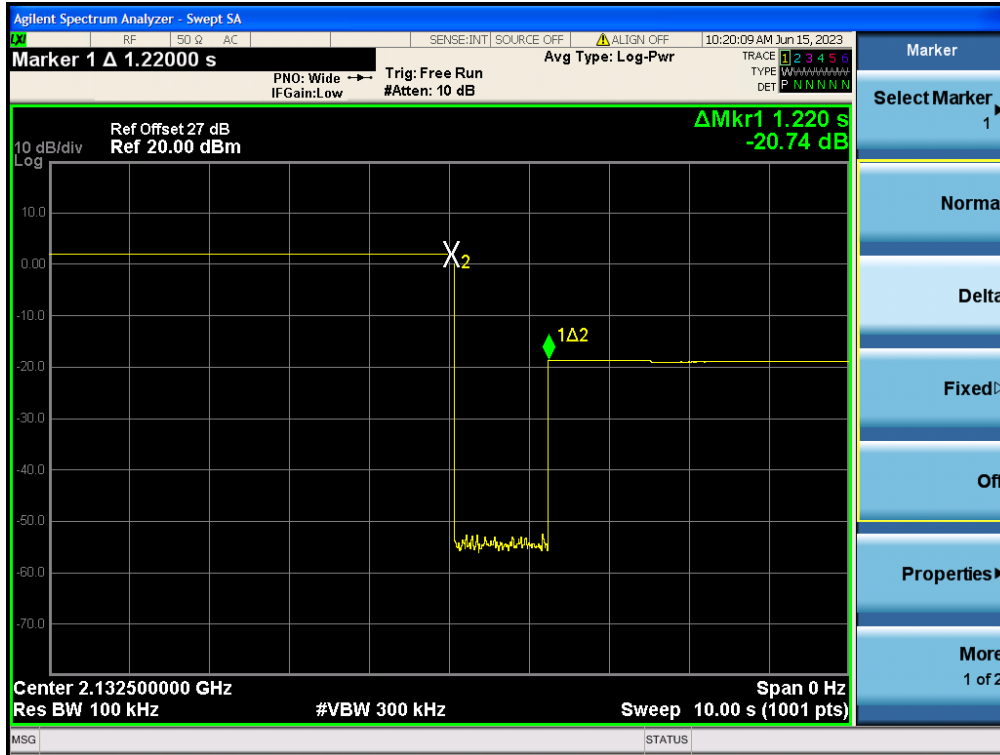 Agilent Spectrum Analyzer - Swept SA
LXI RF 50 Ω AC SENSE:INT SOURCE OFF ALIGN OFF 10:20:09 AM Jun 15, 2023
Marker 1 Δ 1.22000 s
PNO: Wide
IFGain:Low
Trig: Free Run
#Atten: 10 dB
Avg Type: Log-Pwr
TRACE 1 2 3 4 5 6
TYPE W
DET P N N N N N
Ref Offset 27 dB
10 dB/div Ref 20.00 dBm
Log
ΔMkr1 1.220 s
-20.74 dB
10.0
0.00
-10.0
-20.0
-30.0
-40.0
-50.0
-60.0
-70.0
2
1Δ2
Center 2.132500000 GHz Span 0 Hz
Res BW 100 kHz #VBW 300 kHz Sweep 10.00 s (1001 pts)
MSG STATUS
Marker
Select Marker
1
Norma
Delta
Fixed
Off
Properties
More
1 of 2